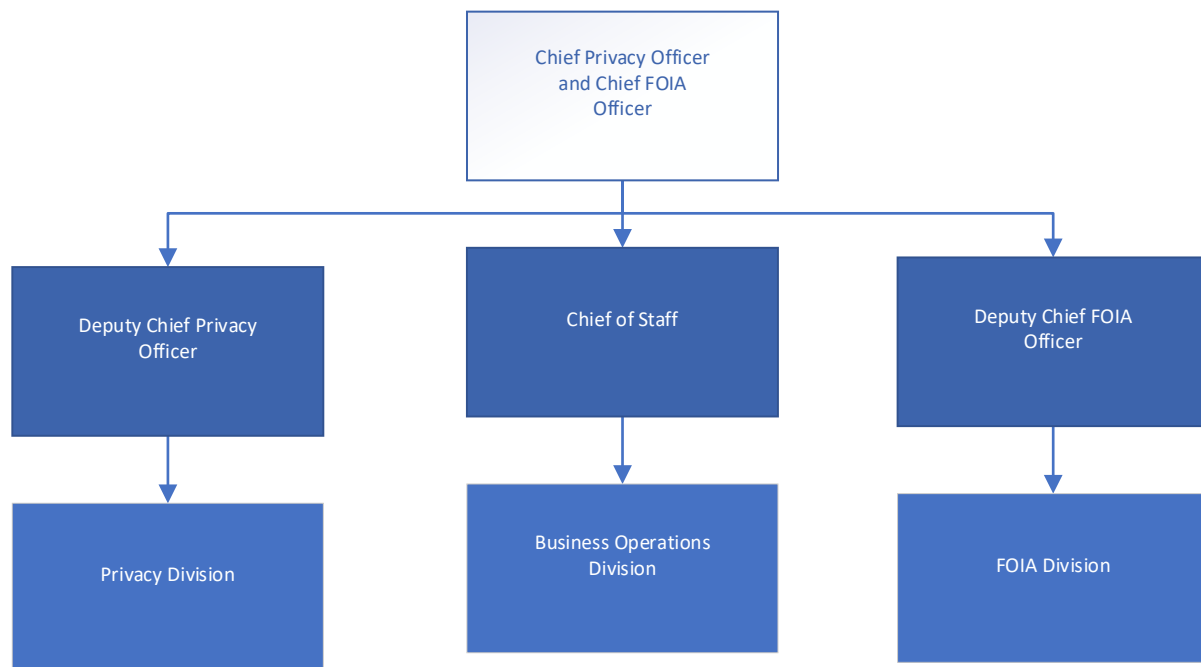 Chief Privacy Officer
and Chief FOIA
Officer
Deputy Chief Privacy
Officer
Chief of Staff
Deputy Chief FOIA
Officer
Privacy Division
Business Operations
Division
FOIA Division